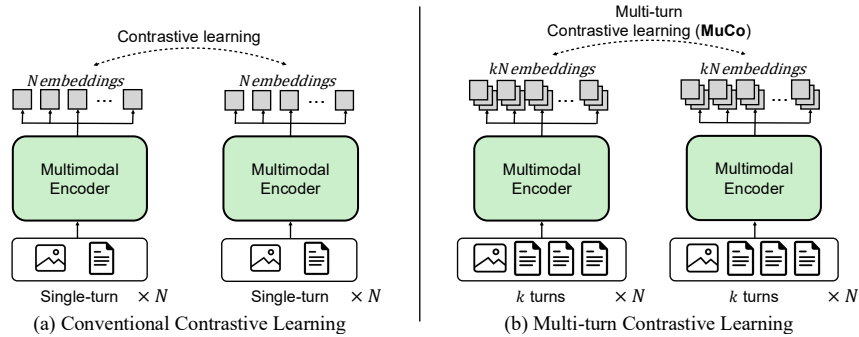 Contrastive learning
N embeddings
N embeddings
...
...
Multimodal
Encoder
Multimodal
Encoder
Single-turn × N
Single-turn × N
(a) Conventional Contrastive Learning
Multi-turn
Contrastive learning (MuCo)
kN embeddings
kN embeddings
...
...
Multimodal
Encoder
Multimodal
Encoder
k turns × N
k turns × N
(b) Multi-turn Contrastive Learning